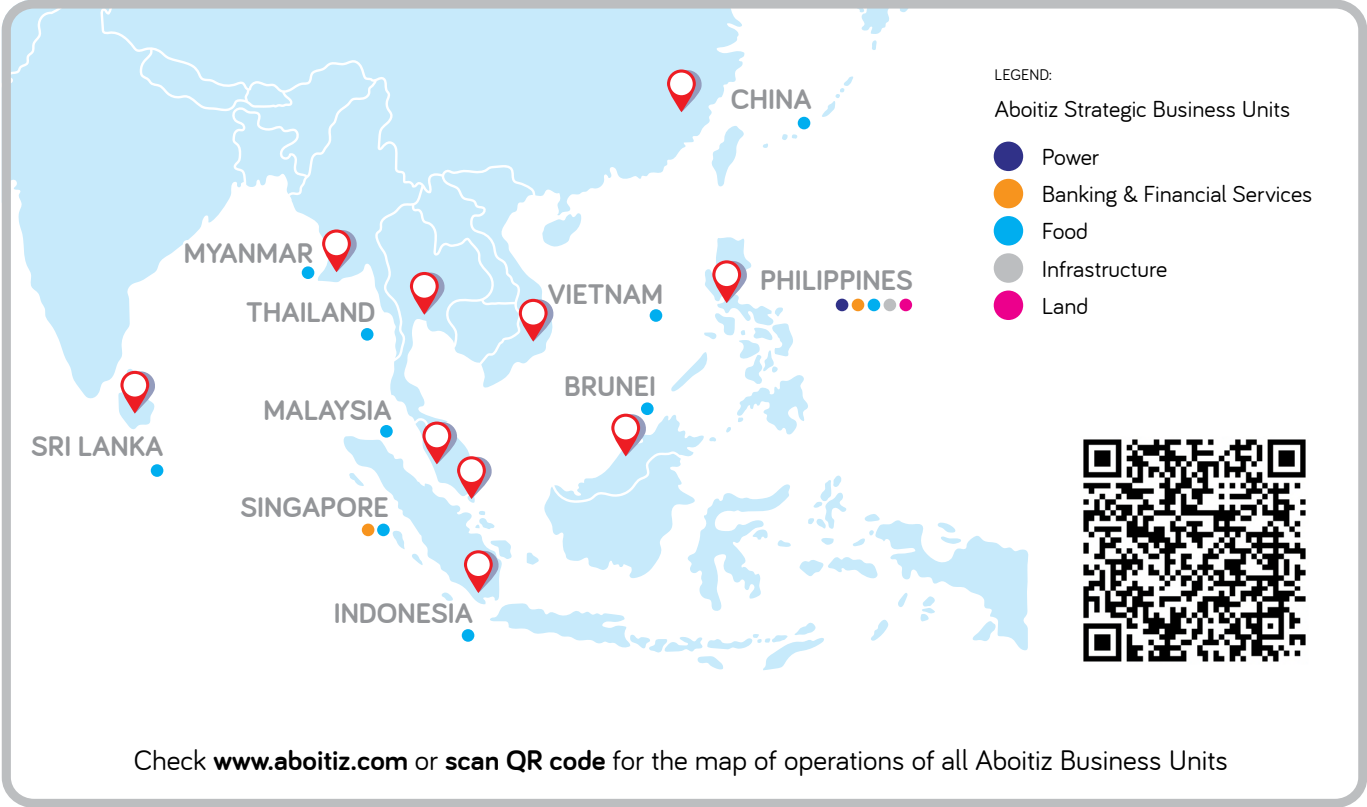 CHINA
LEGEND:
Aboitiz Strategic Business Units
Power
Banking & Financial Services
Food
Infrastructure
Land
MYANMAR
THAILAND
VIETNAM
PHILIPPINES
BRUNEI
MALAYSIA
SRI LANKA
SINGAPORE
INDONESIA
Check www.aboitiz.com or scan QR code for the map of operations of all Aboitiz Business Units